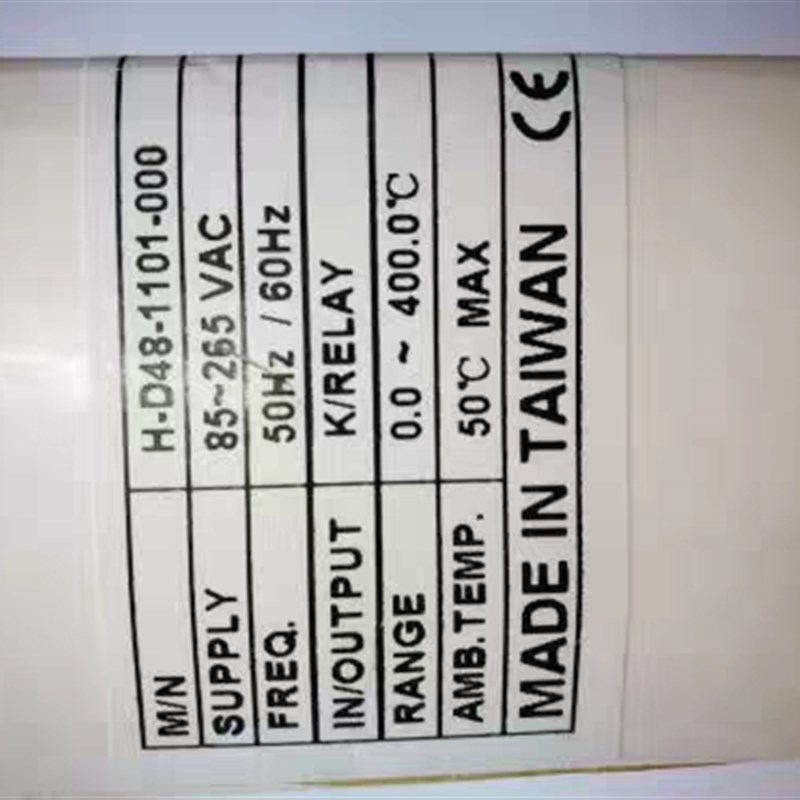 M/N H-D48-1101-000
SUPPLY 85~265 VAC
FREQ. 50Hz / 60Hz
IN/OUTPUT K/RELAY
RANGE 0.0 ~ 400.0℃
AMB.TEMP. 50℃ MAX
MADE IN TAIWAN CE